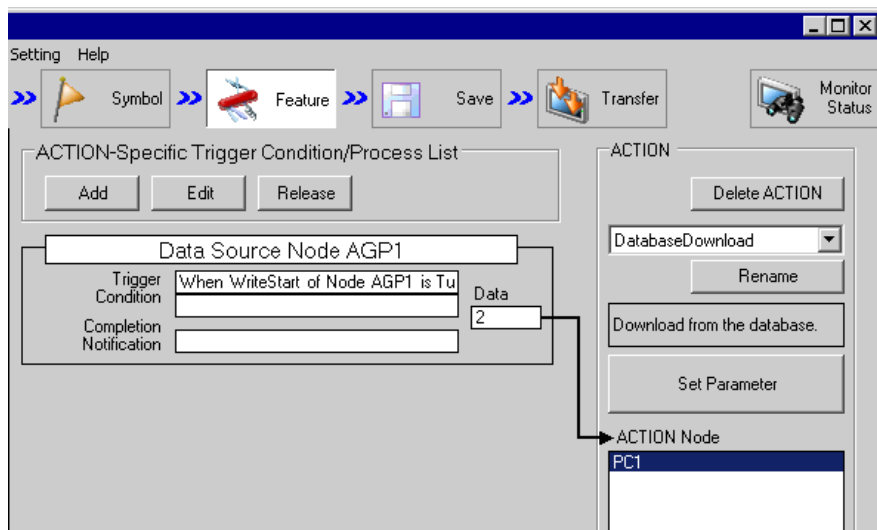 Setting Help
Symbol Feature Save Transfer Monitor Status
ACTION-Specific Trigger Condition/Process List
Add Edit Release
Data Source Node AGP1
Trigger Condition
When WriteStart of Node AGP1 is Tu
Data
2
Completion Notification
ACTION
Delete ACTION
DatabaseDownload
Rename
Download from the database.
Set Parameter
ACTION Node
PC1